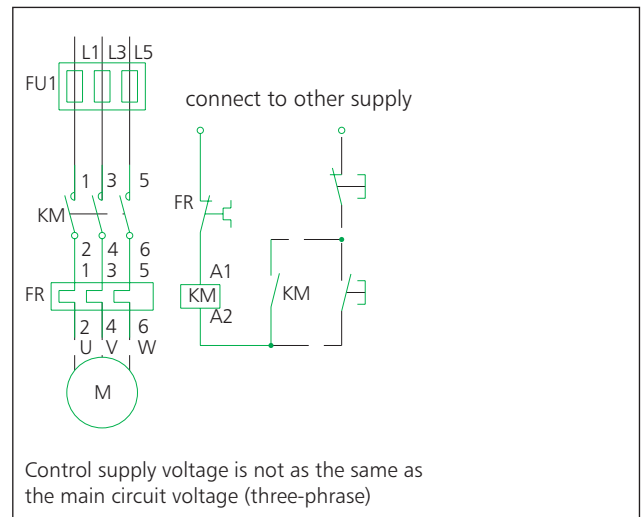 L1 L3 L5
FU1
connect to other supply
1 3 5
KM
FR
2 4 6
1 3 5
A1
FR
KM
KM
A2
2 4 6
U V W
M
Control supply voltage is not as the same as
the main circuit voltage (three-phrase)